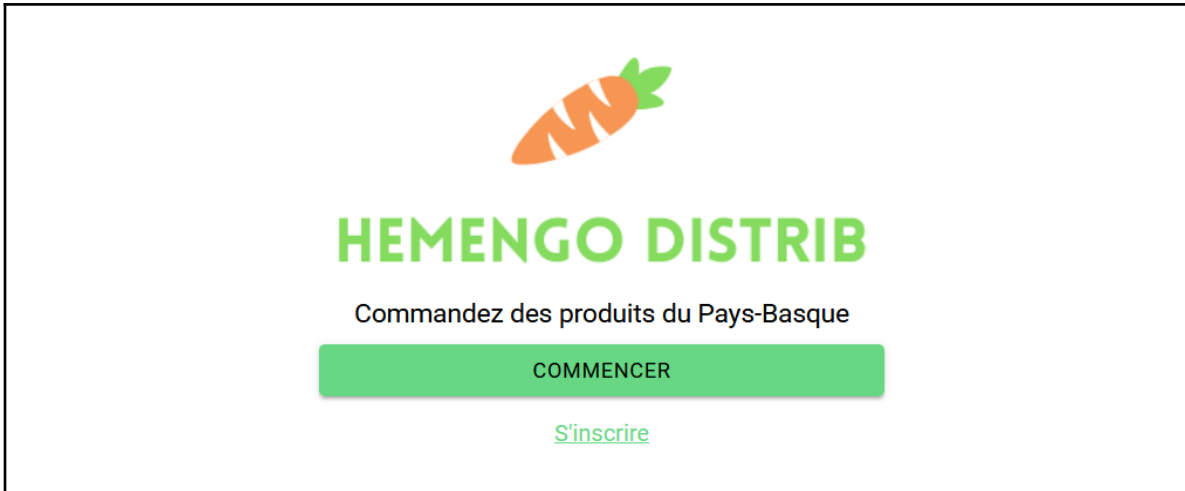 HEMENGO DISTRIB
Commandez des produits du Pays-Basque
COMMENCER
S'inscrire